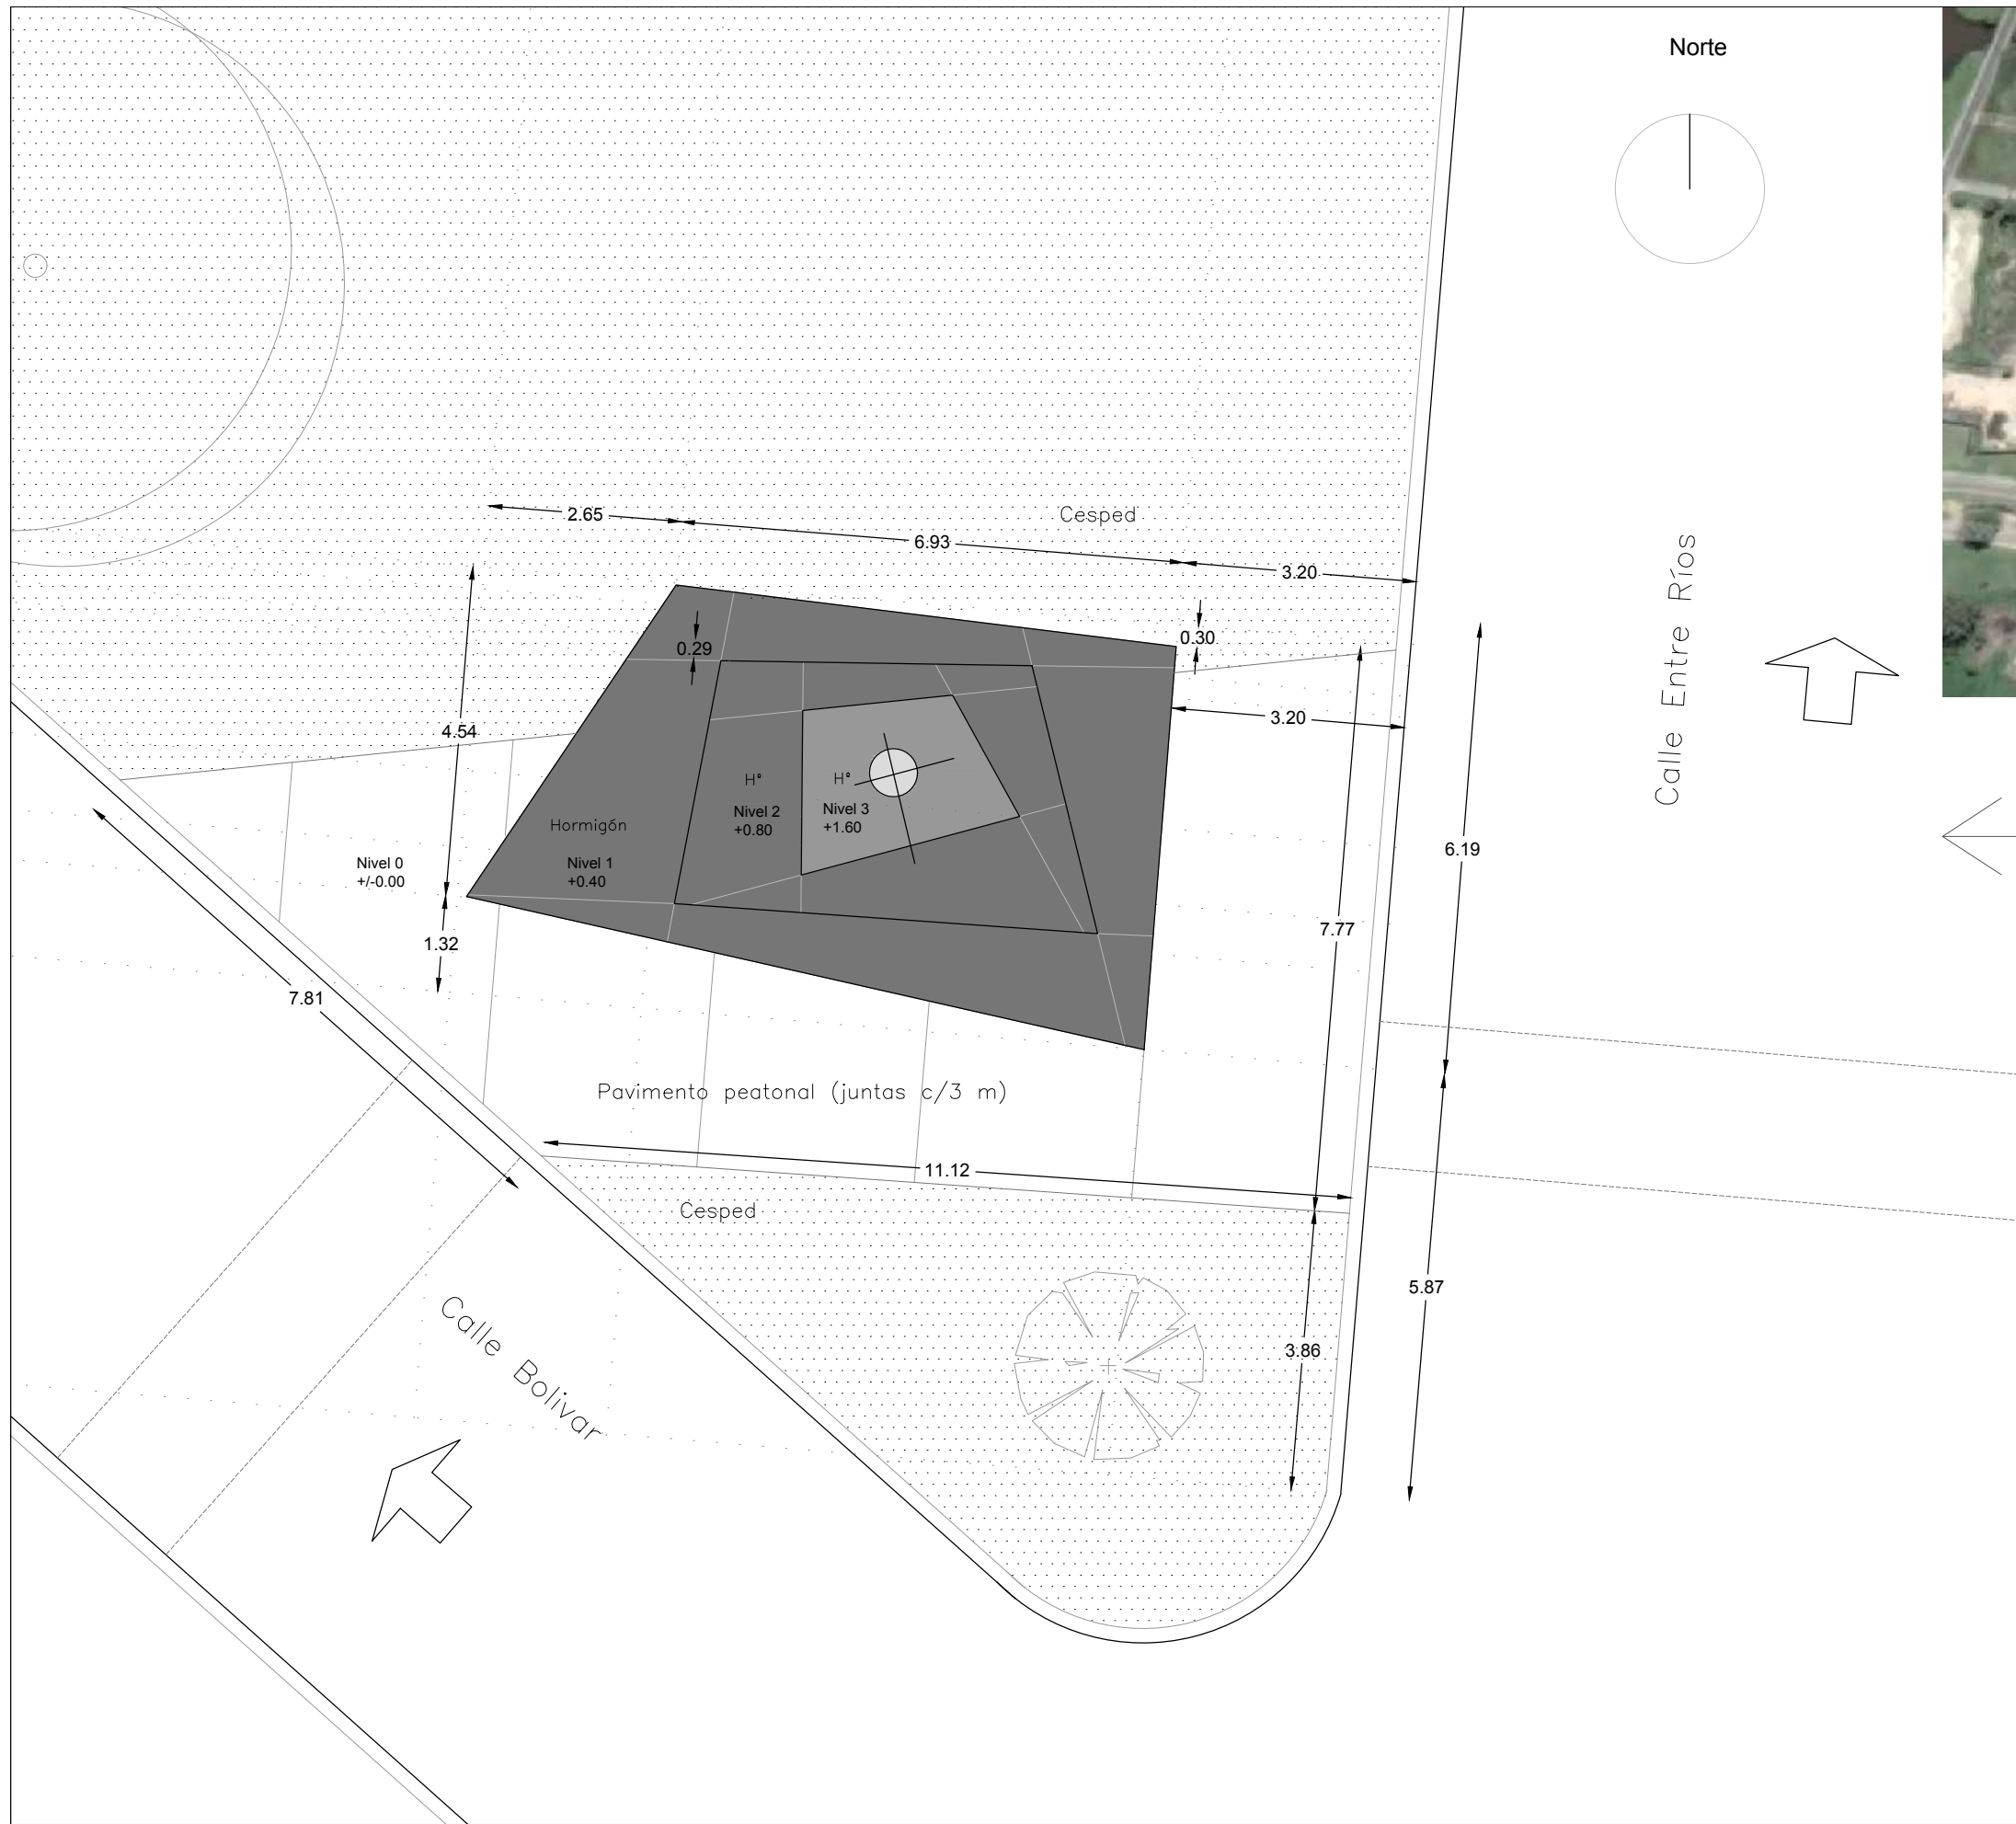 Norte
Cesped
2.65
6.93
3.20
0.29
0.30
3.20
4.54
Calle Entre Ríos
H°
H°
Nivel 2
+0.80
Nivel 3
+1.60
Hormigón
Nivel 0
+/-0.00
Nivel 1
+0.40
6.19
7.77
1.32
7.81
Pavimento peatonal (juntas c/3 m)
11.12
Cesped
5.87
3.86
Calle Bolivar